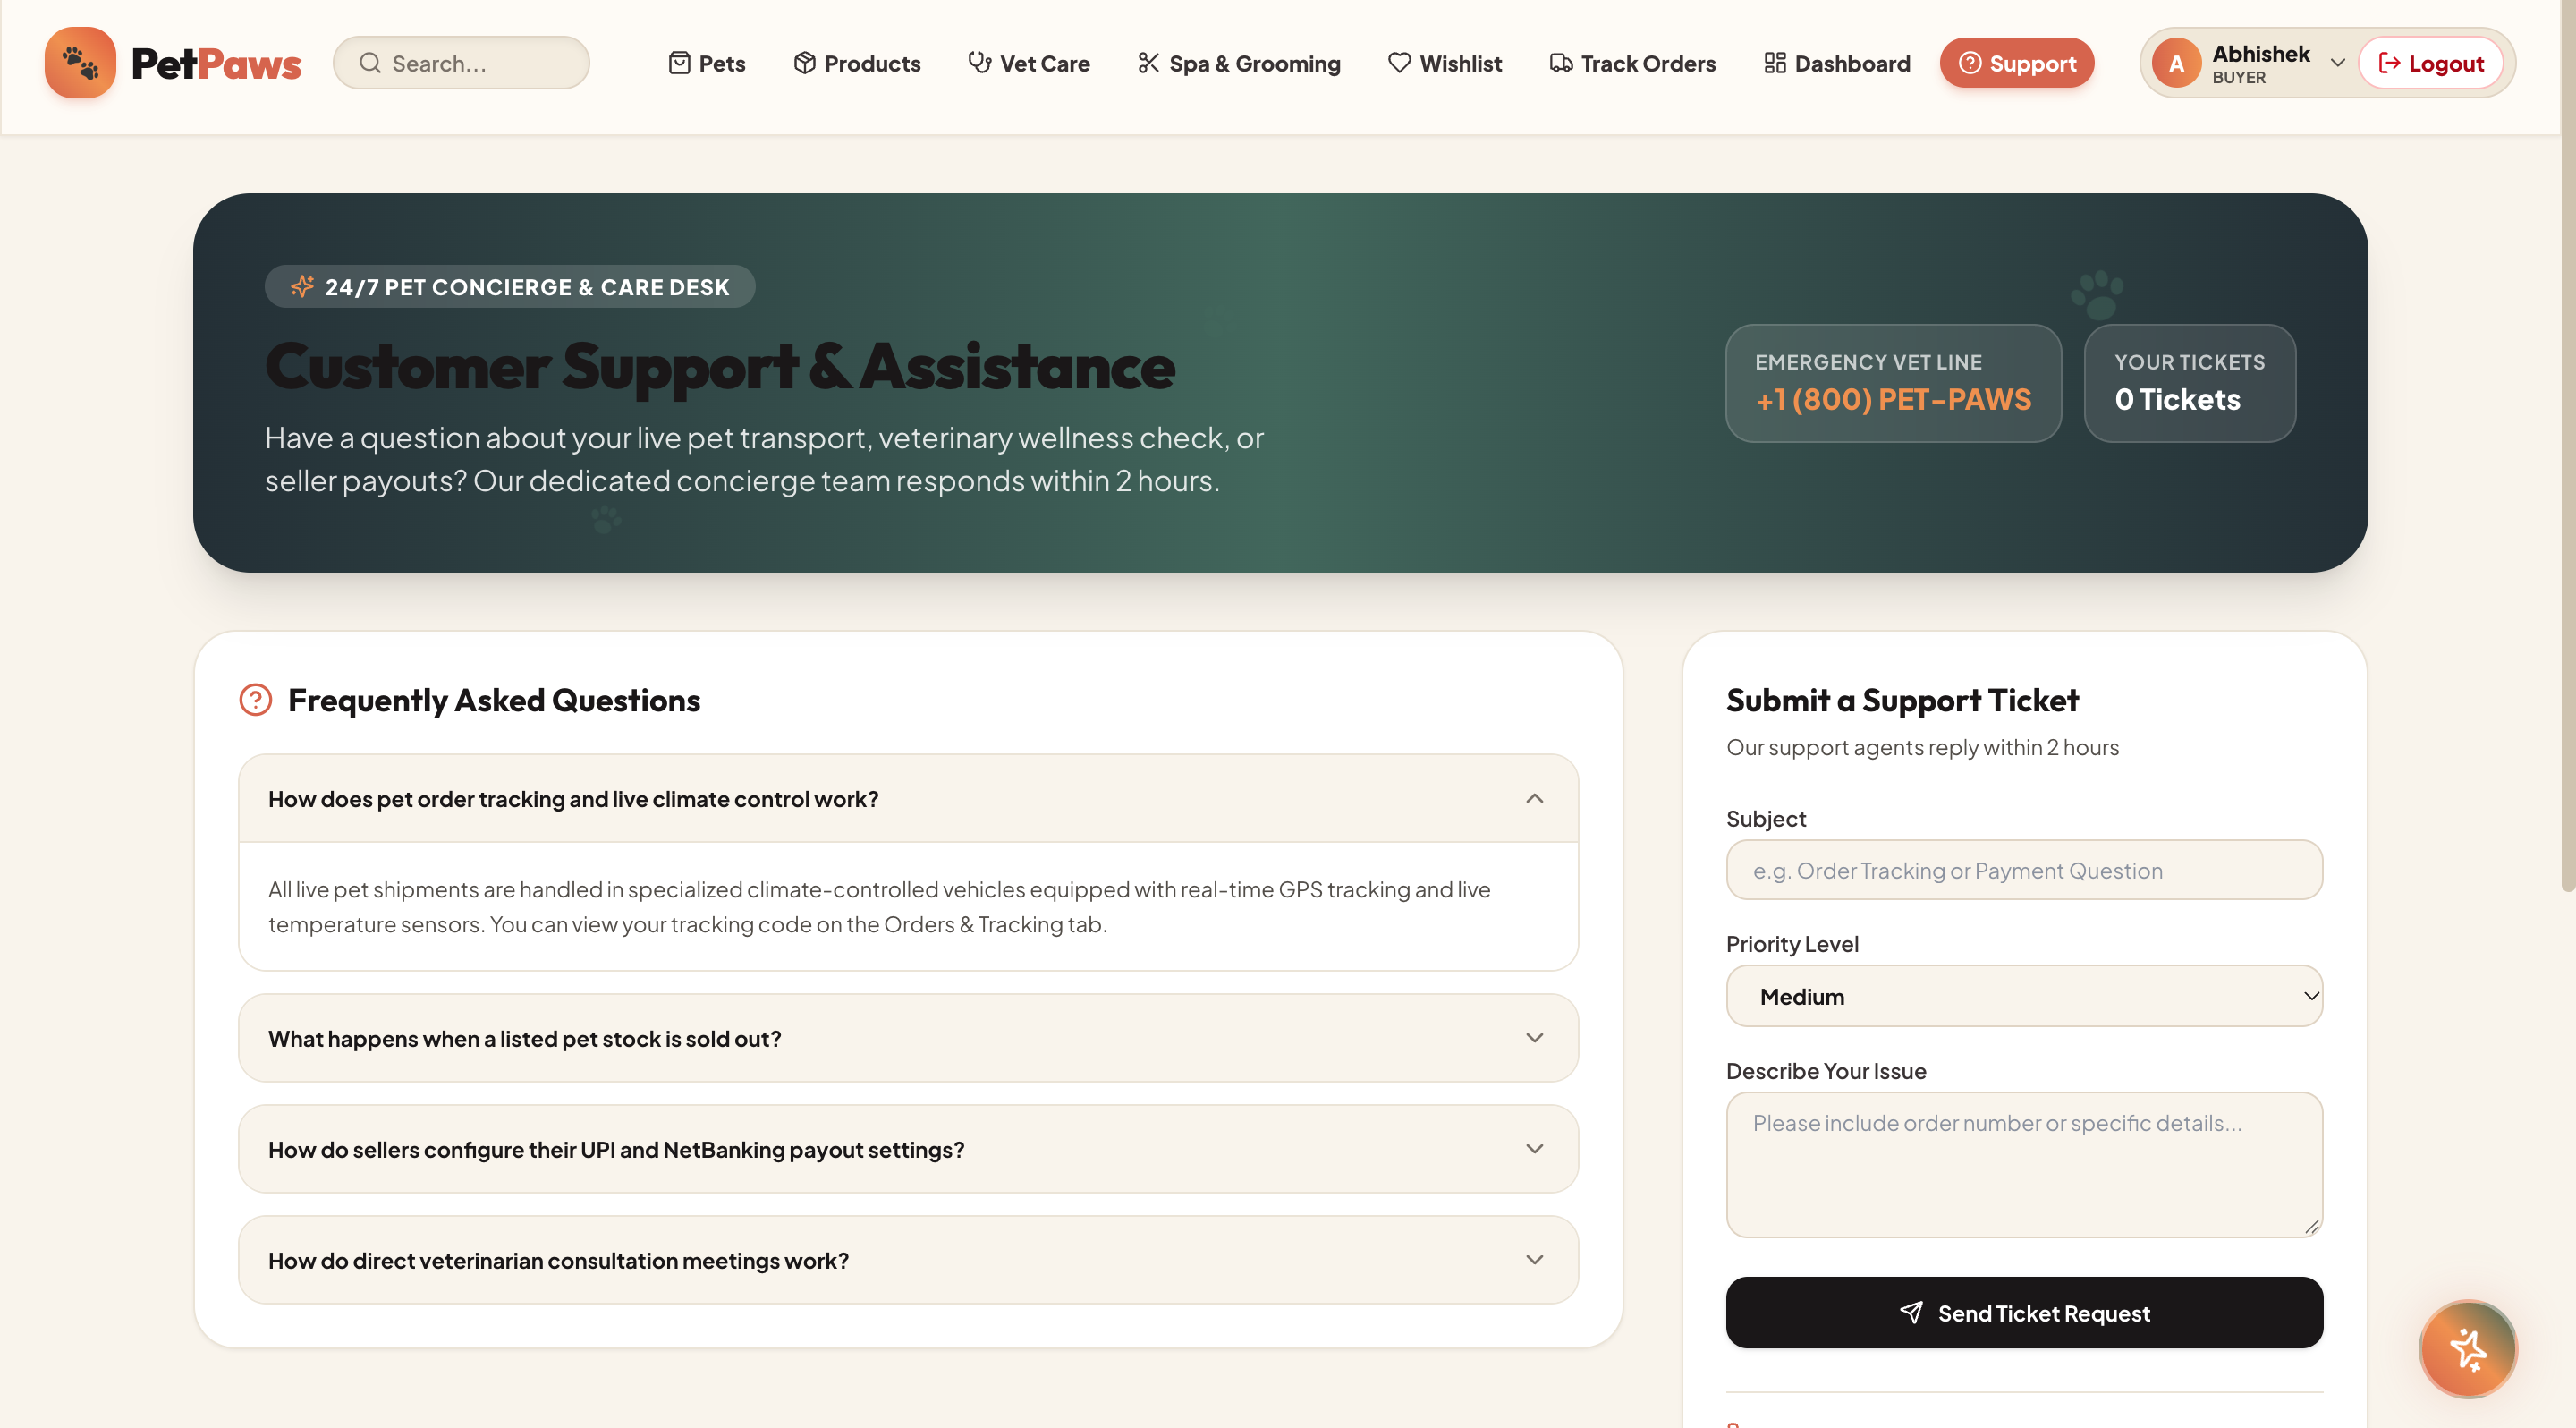 PetPaws
Search...
Pets
Products
Vet Care
Spa & Grooming
Wishlist
Track Orders
Dashboard
Support
A
Abhishek
BUYER
Logout
24/7 PET CONCIERGE & CARE DESK
Customer Support & Assistance
Have a question about your live pet transport, veterinary wellness check, or
seller payouts? Our dedicated concierge team responds within 2 hours.
EMERGENCY VET LINE
+1 (800) PET-PAWS
YOUR TICKETS
0 Tickets
Frequently Asked Questions
How does pet order tracking and live climate control work?
All live pet shipments are handled in specialized climate-controlled vehicles equipped with real-time GPS tracking and live
temperature sensors. You can view your tracking code on the Orders & Tracking tab.
What happens when a listed pet stock is sold out?
How do sellers configure their UPI and NetBanking payout settings?
How do direct veterinarian consultation meetings work?
Submit a Support Ticket
Our support agents reply within 2 hours
Subject
e.g. Order Tracking or Payment Question
Priority Level
Medium
Describe Your Issue
Please include order number or specific details...
Send Ticket Request